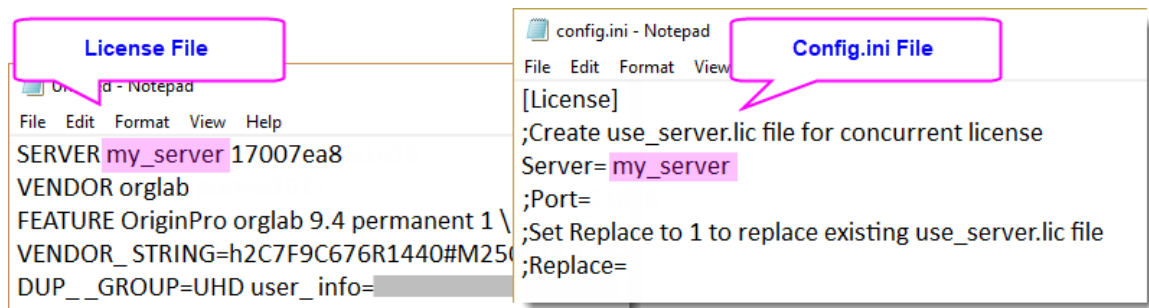 License File
Notepad
File Edit Format View Help
SERVER my_server 17007ea8
VENDOR orglab
FEATURE OriginPro orglab 9.4 permanent 1 \
VENDOR_ STRING=h2C7F9C676R1440#M25
DUP_ _GROUP=UHD user_ info=
Config.ini File
config.ini - Notepad
File Edit Format View
[License]
;Create use_server.lic file for concurrent license
Server= my_server
;Port=
;Set Replace to 1 to replace existing use_server.lic file
;Replace=